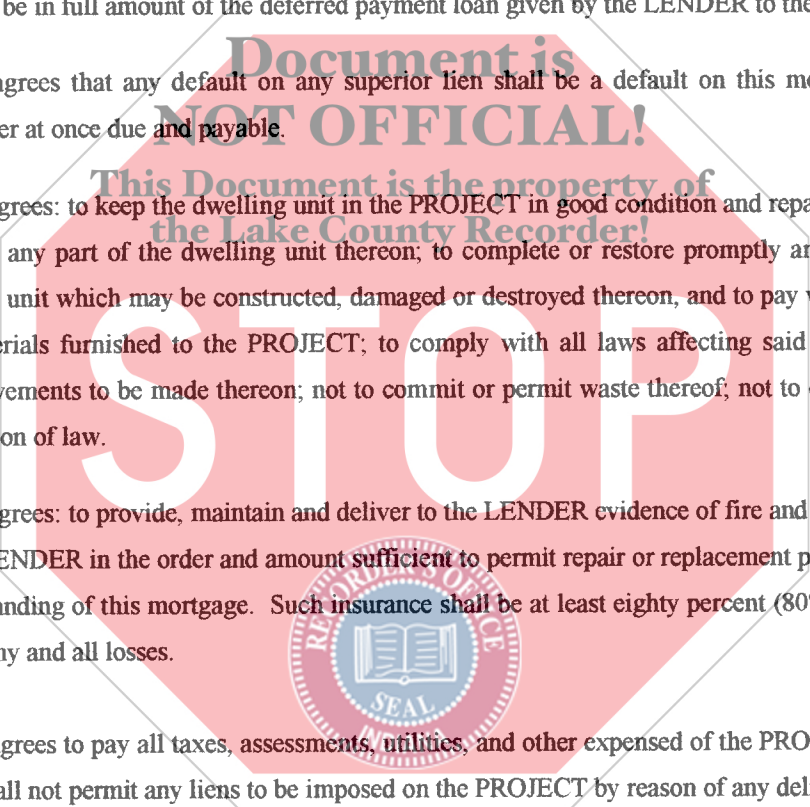 be in full amount of the deferred payment loan given by the LENDER to the
Document is
agrees that any default on any superior lien shall be a default on this
NOT OFFICIAL!
at once due and payable.
This Document is the property of
grees: to keep the dwelling unit in the PROJECT in good condition and
the Lake County Recorder!
any part of the dwelling unit thereon; to complete or restore promptly
unit which may be constructed, damaged or destroyed thereon, and to pay
erials furnished to the PROJECT; to comply with all laws affecting said
STOP
vements to be made thereon; not to commit or permit waste thereof; not to
on of law.
grees: to provide, maintain and deliver to the LENDER evidence of fire and
ENDER in the order and amount sufficient to permit repair or replacement
RECORDER'S OFFICE
nding of this mortgage. Such insurance shall be at least eighty percent (80
ny and all losses.
SEAL
INDIANA
grees to pay all taxes, assessments, utilities, and other expensed of the PRO
all not permit any liens to be imposed on the PROJECT by reason of any